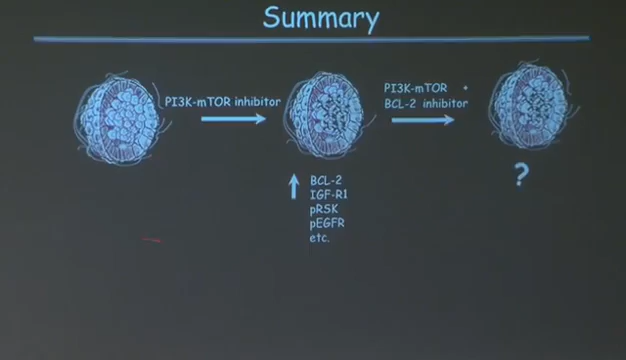 Summary
PI3K-mTOR inhibitor
PI3K-mTOR +
BCL-2 inhibitor
BCL-2
IGF-R1
pRSK
pEGFR
etc.
?